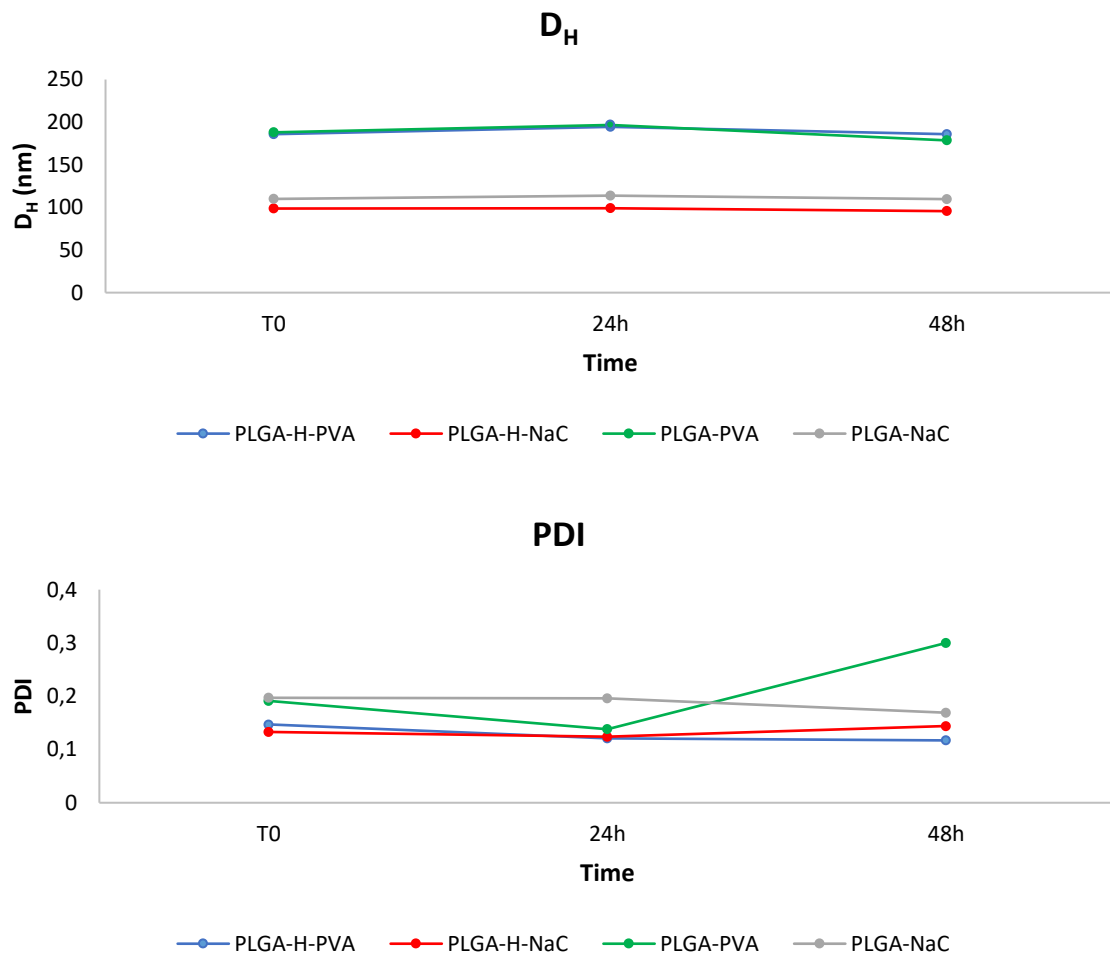 D_H
250
200
150
100
50
0
D_H (nm)
T0 24h 48h
Time
PLGA-H-PVA PLGA-H-NaC PLGA-PVA PLGA-NaC
PDI
0,4
0,3
0,2
0,1
0
PDI
T0 24h 48h
Time
PLGA-H-PVA PLGA-H-NaC PLGA-PVA PLGA-NaC